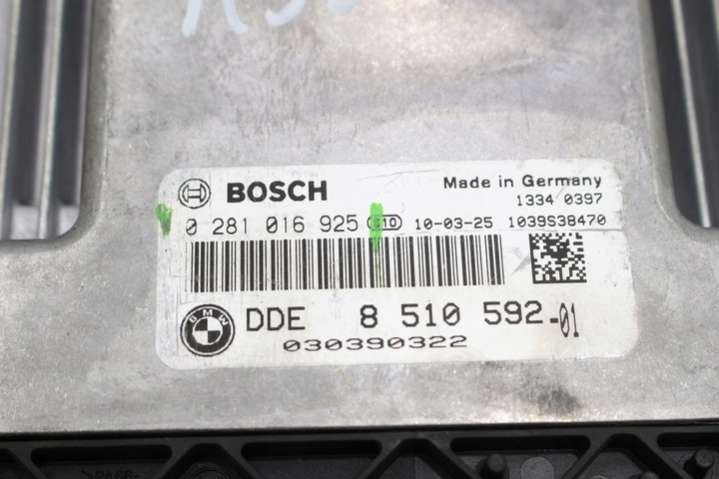 BOSCH Made in Germany
1334 0397
0 281 016 925 10-03-25 1039S38470
BMW DDE 8 510 592-01
030390322